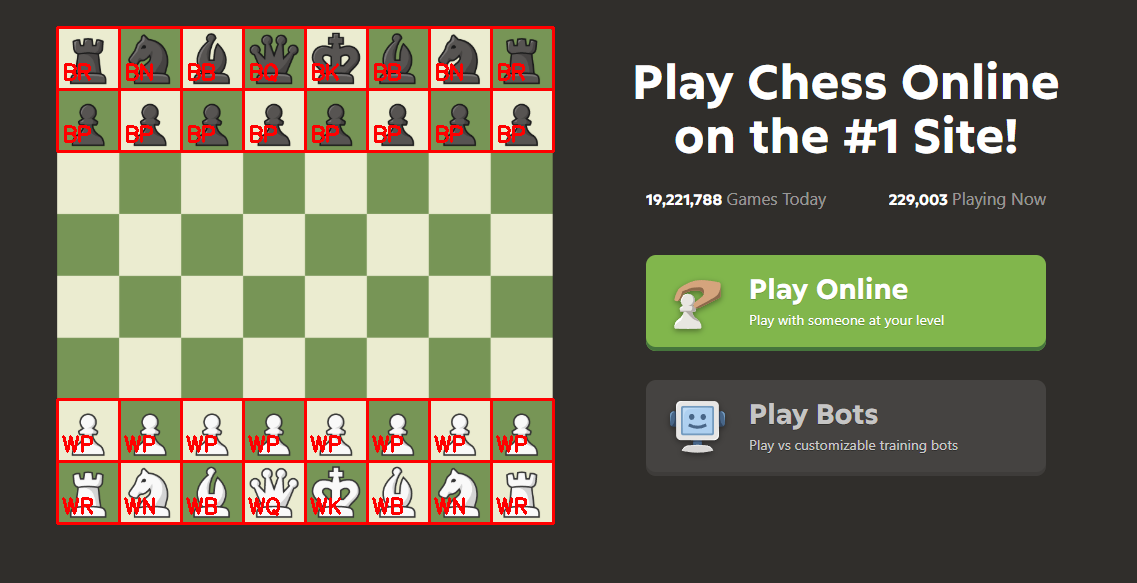 BR BN BB BQ BK BB BN BR
BP BP BP BP BP BP BP BP
WP WP WP WP WP WP WP WP
WR WN WB WQ WK WB WN WR
Play Chess Online
on the #1 Site!
19,221,788 Games Today 229,003 Playing Now
Play Online
Play with someone at your level
Play Bots
Play vs customizable training bots